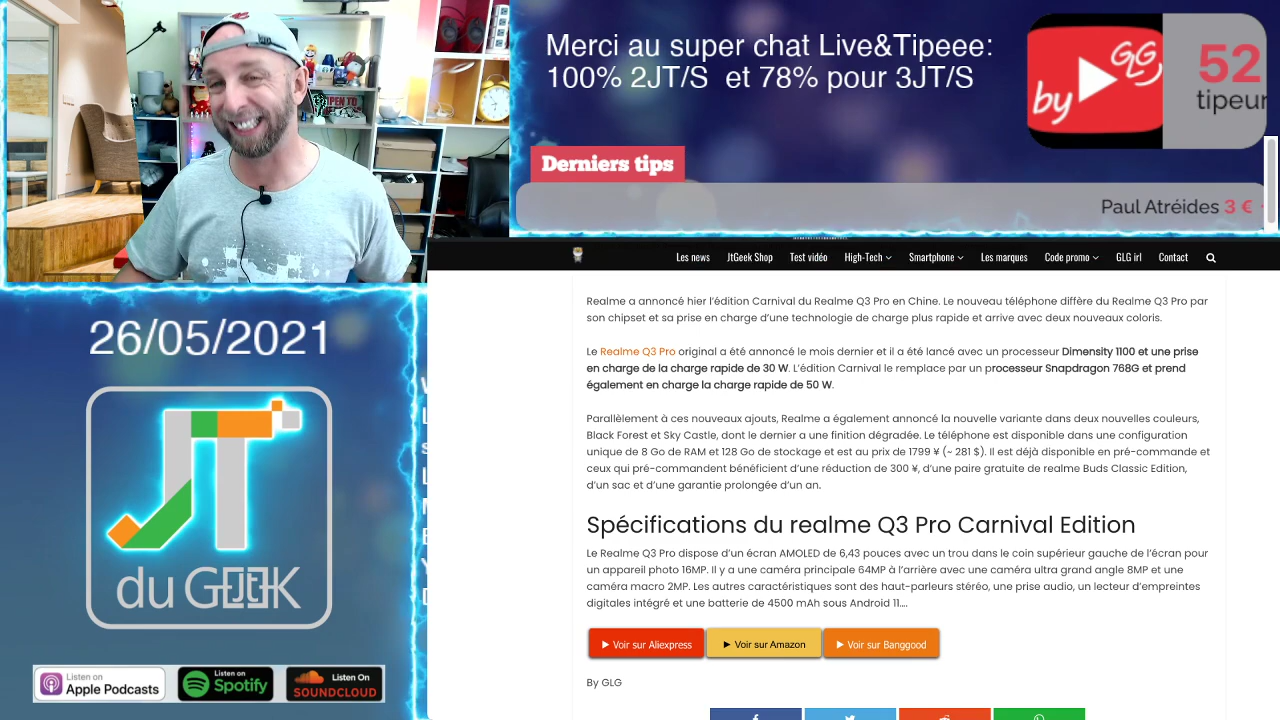 Merci au super chat Live&Tipeee:
100% 2JT/S et 78% pour 3JT/S
by GLG
52
tipeur
Derniers tips
Paul Atréides 3 €
Les news JtGeek Shop Test vidéo High-Tech Smartphone Les marques Code promo GLG irl Contact
26/05/2021
JT
du GEEK
Listen on
Apple Podcasts
Listen on
Spotify
Listen On
SOUNDCLOUD
Realme a annoncé hier l'édition Carnival du Realme Q3 Pro en Chine. Le nouveau téléphone diffère du Realme Q3 Pro par
son chipset et sa prise en charge d'une technologie de charge plus rapide et arrive avec deux nouveaux coloris.
Le Realme Q3 Pro original a été annoncé le mois dernier et il a été lancé avec un processeur Dimensity 1100 et une prise
en charge de la charge rapide de 30 W. L'édition Carnival le remplace par un processeur Snapdragon 768G et prend
également en charge la charge rapide de 50 W.
Parallèlement à ces nouveaux ajouts, Realme a également annoncé la nouvelle variante dans deux nouvelles couleurs,
Black Forest et Sky Castle, dont le dernier a une finition dégradée. Le téléphone est disponible dans une configuration
unique de 8 Go de RAM et 128 Go de stockage et est au prix de 1799 ¥ (~ 281 $). Il est déjà disponible en pré-commande et
ceux qui pré-commandent bénéficient d'une réduction de 300 ¥, d'une paire gratuite de realme Buds Classic Edition,
d'un sac et d'une garantie prolongée d'un an.
Spécifications du realme Q3 Pro Carnival Edition
Le Realme Q3 Pro dispose d'un écran AMOLED de 6,43 pouces avec un trou dans le coin supérieur gauche de l'écran pour
un appareil photo 16MP. Il y a une caméra principale 64MP à l'arrière avec une caméra ultra grand angle 8MP et une
caméra macro 2MP. Les autres caractéristiques sont des haut-parleurs stéréo, une prise audio, un lecteur d'empreintes
digitales intégré et une batterie de 4500 mAh sous Android 11....
Voir sur Aliexpress Voir sur Amazon Voir sur Banggood
By GLG